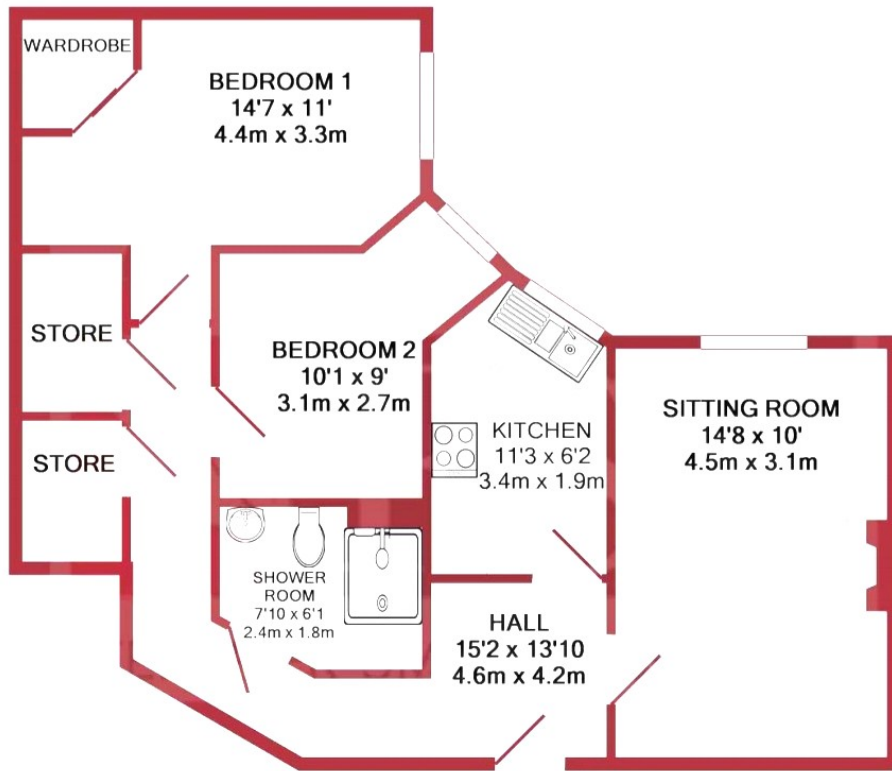 WARDROBE
BEDROOM 1
14'7 x 11'
4.4m x 3.3m
STORE
BEDROOM 2
10'1 x 9'
3.1m x 2.7m
SITTING ROOM
14'8 x 10'
4.5m x 3.1m
KITCHEN
11'3 x 6'2
3.4m x 1.9m
STORE
SHOWER
ROOM
7'10 x 6'1
2.4m x 1.8m
HALL
15'2 x 13'10
4.6m x 4.2m